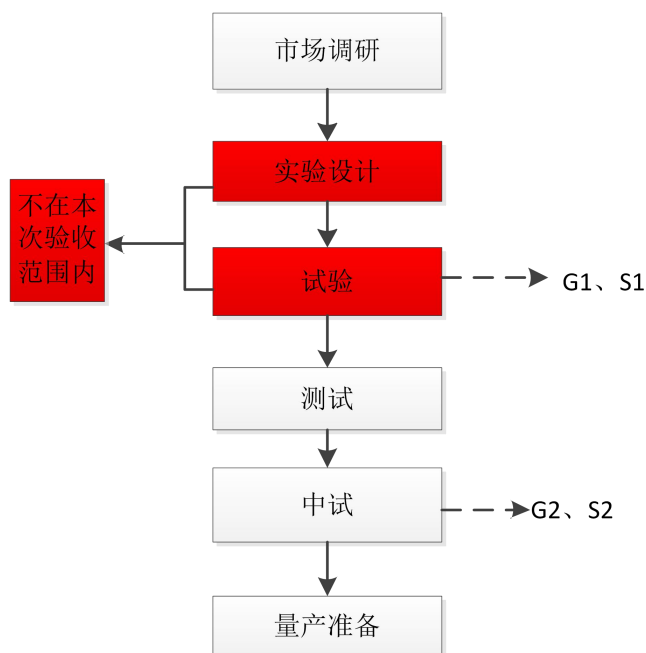 市场调研
实验设计
不在本
次验收
范围内
试验
G1、S1
测试
中试
G2、S2
量产准备